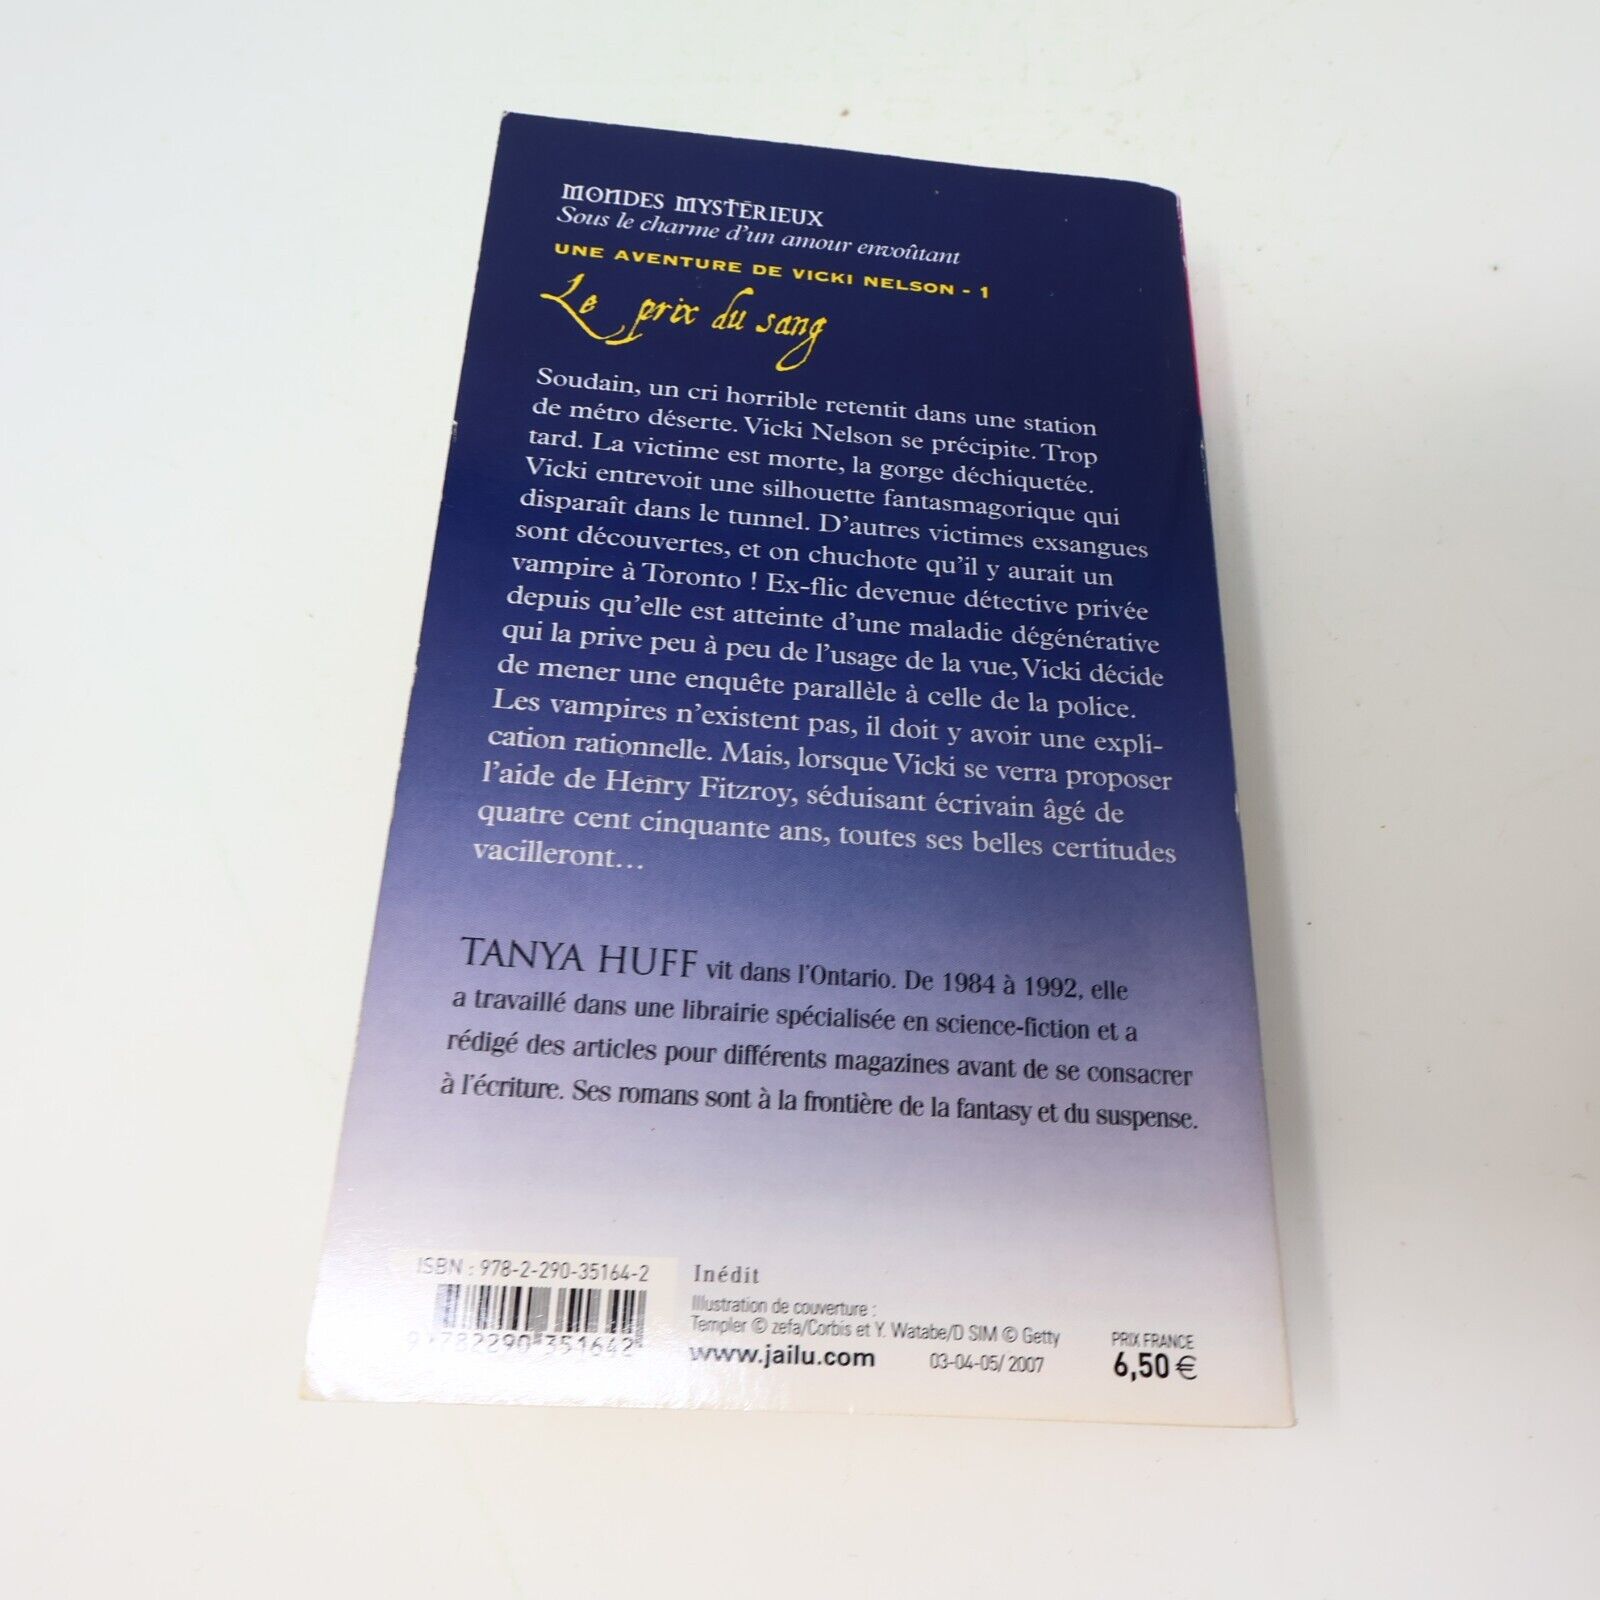 MONDES MYSTÉRIEUX
Sous le charme d'un amour envoûtant
UNE AVENTURE DE VICKI NELSON - 1
Le prix du sang
Soudain, un cri horrible retentit dans une station
de métro déserte. Vicki Nelson se précipite. Trop
tard. La victime est morte, la gorge déchiquetée.
Vicki entrevoit une silhouette fantasmagorique qui
disparaît dans le tunnel. D'autres victimes exsangues
sont découvertes, et on chuchote qu'il y aurait un
vampire à Toronto ! Ex-flic devenue détective privée
depuis qu'elle est atteinte d'une maladie dégénérative
qui la prive peu à peu de l'usage de la vue, Vicki décide
de mener une enquête parallèle à celle de la police.
Les vampires n'existent pas, il doit y avoir une expli-
cation rationnelle. Mais, lorsque Vicki se verra proposer
l'aide de Henry Fitzroy, séduisant écrivain âgé de
quatre cent cinquante ans, toutes ses belles certitudes
vacilleront...
TANYA HUFF vit dans l'Ontario. De 1984 à 1992, elle
a travaillé dans une librairie spécialisée en science-fiction et a
rédigé des articles pour différents magazines avant de se consacrer
à l'écriture. Ses romans sont à la frontière de la fantasy et du suspense.
ISBN : 978-2-290-35164-2
9 782290 351642
Inédit
Illustration de couverture :
Templer © zefa/Corbis et Y. Watabe/D SIM © Getty
www.jailu.com
03-04-05/ 2007
PRIX FRANCE
6,50 €